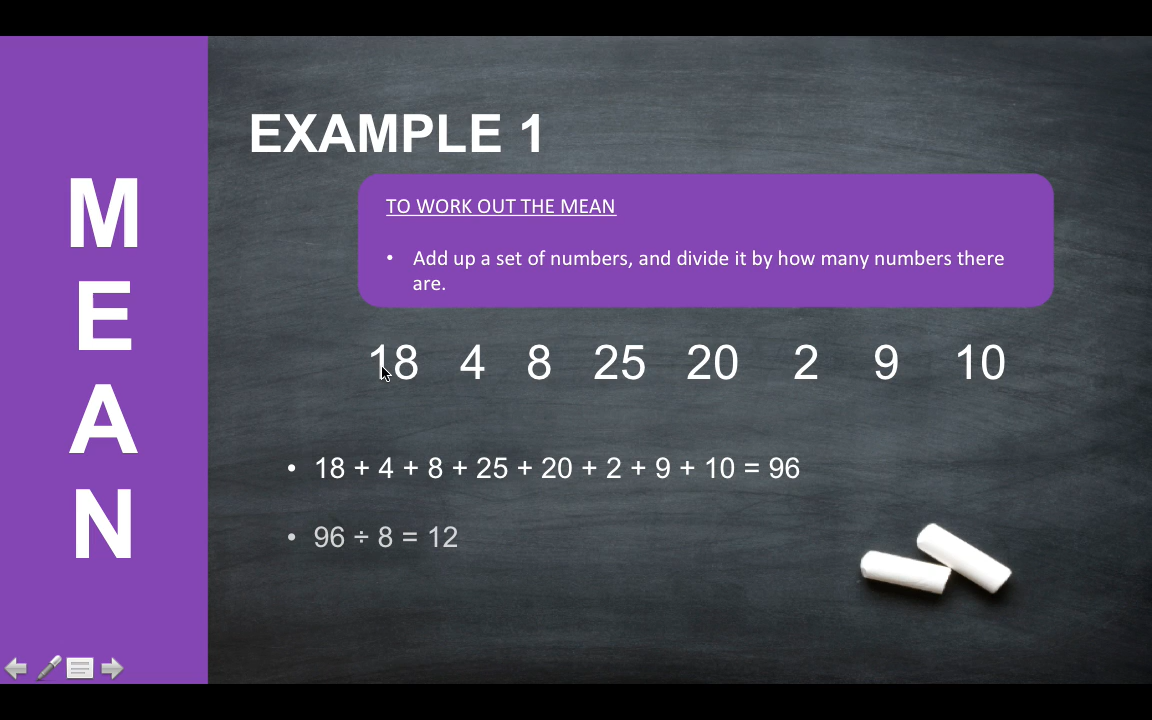 MEAN
EXAMPLE 1
TO WORK OUT THE MEAN
• Add up a set of numbers, and divide it by how many numbers there
are.
18 4 8 25 20 2 9 10
• 18 + 4 + 8 + 25 + 20 + 2 + 9 + 10 = 96
• 96 ÷ 8 = 12